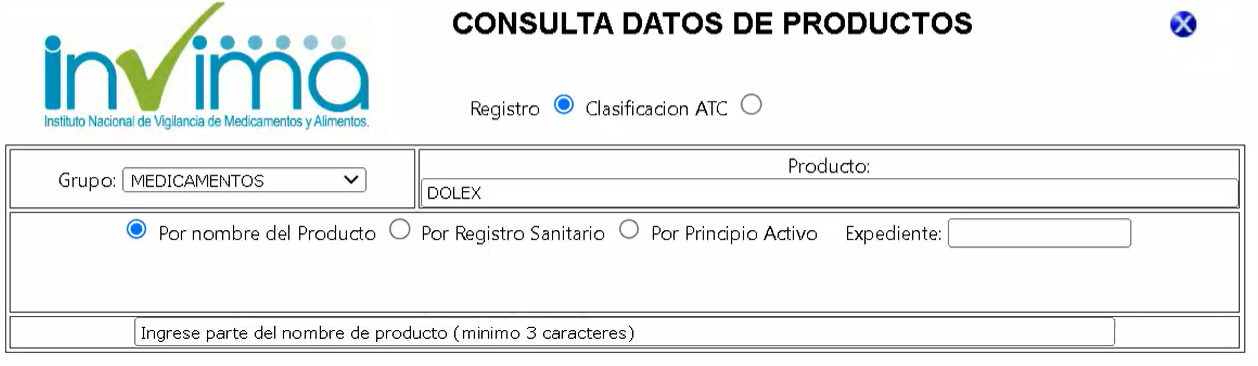 CONSULTA DATOS DE PRODUCTOS
invima
Instituto Nacional de Vigilancia de Medicamentos y Alimentos.
Registro Clasificacion ATC
Producto:
Grupo: MEDICAMENTOS
DOLEX
Por nombre del Producto Por Registro Sanitario Por Principio Activo Expediente:
Ingrese parte del nombre de producto (minimo 3 caracteres)